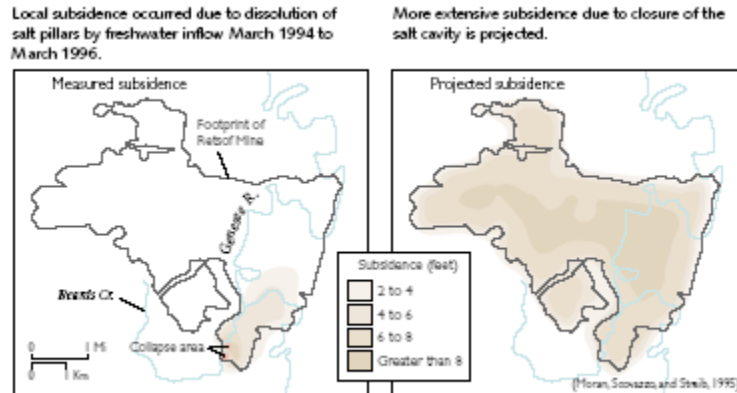 Local subsidence occurred due to dissolution of
salt pillars by freshwater inflow March 1994 to
March 1996.
More extensive subsidence due to closure of the
salt cavity is projected.
Measured subsidence
Footprint of
Retsof Mine
Genesee R.
Beards Cr.
Collapse area
0 1 Mi
0 1 Km
Projected subsidence
Subsidence (feet)
2 to 4
4 to 6
6 to 8
Greater than 8
(Moran, Scovazzo, and Streib, 1995)